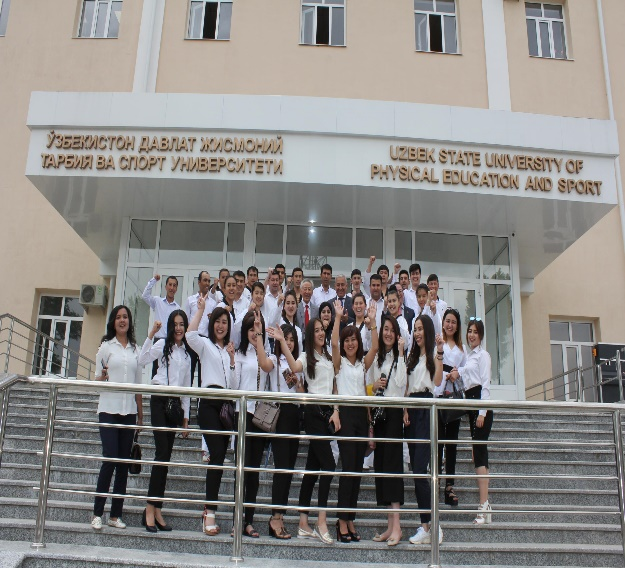 ЎЗБЕКИСТОН ДАВЛАТ ЖИСМОНИЙ
ТАРБИЯ ВА СПОРТ УНИВЕРСИТЕТИ
UZBEK STATE UNIVERSITY OF
PHYSICAL EDUCATION AND SPORT